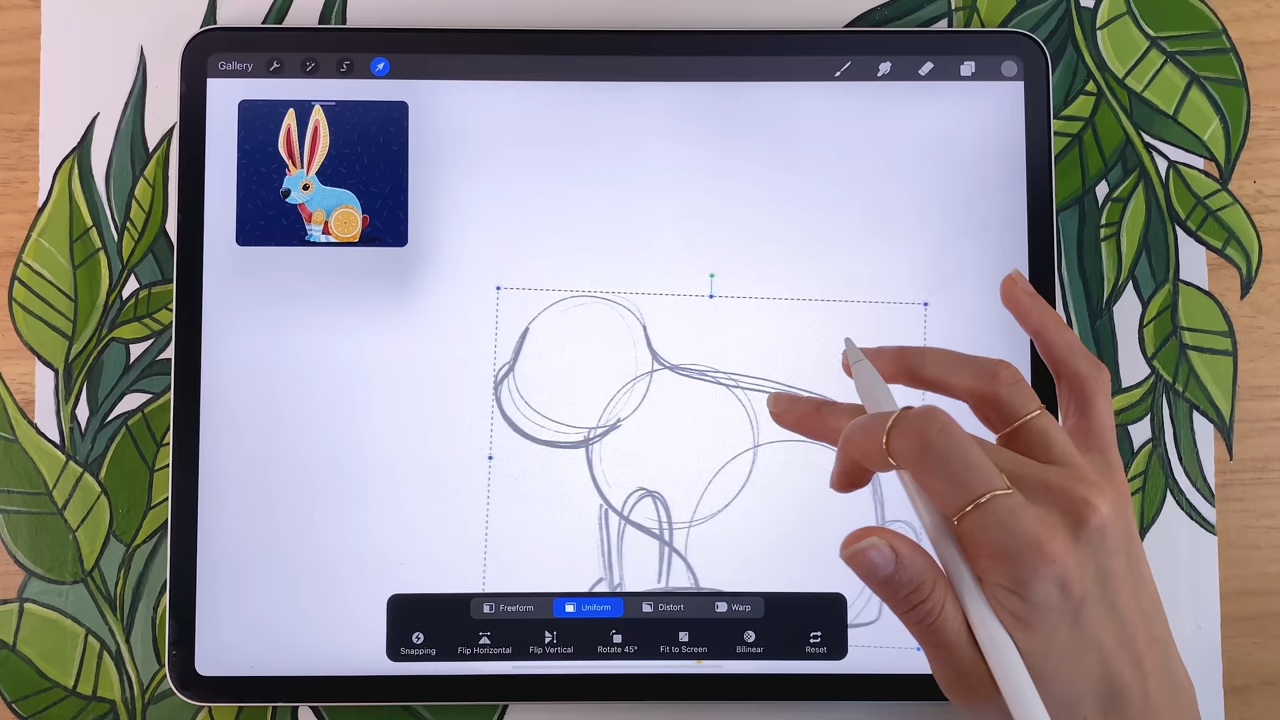 Gallery
Freeform Uniform Distort Warp
Snapping Flip Horizontal Flip Vertical Rotate 45° Fit to Screen Bilinear Reset